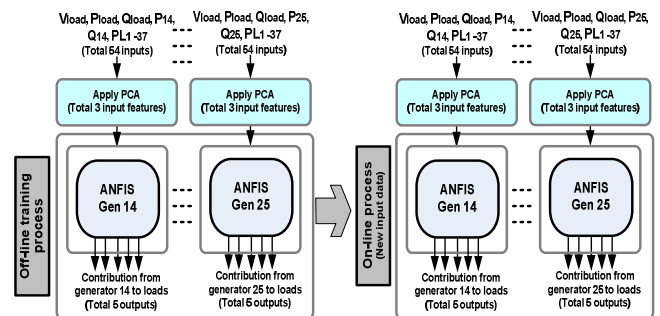 Vload, Pload, Qload, P14,
Q14, PL1 -37
(Total 54 inputs)
Vload, Pload, Qload, P25,
Q25, PL1 -37
(Total 54 inputs)
Apply PCA
(Total 3 input features)
Apply PCA
(Total 3 input features)
Off-line training
process
ANFIS
Gen 14
ANFIS
Gen 25
Contribution from
generator 14 to loads
(Total 5 outputs)
Contribution from
generator 25 to loads
(Total 5 outputs)
Vload, Pload, Qload, P14,
Q14, PL1 -37
(Total 54 inputs)
Vload, Pload, Qload, P25,
Q25, PL1 -37
(Total 54 inputs)
Apply PCA
(Total 3 input features)
Apply PCA
(Total 3 input features)
On-line process
(New input data)
ANFIS
Gen 14
ANFIS
Gen 25
Contribution from
generator 14 to loads
(Total 5 outputs)
Contribution from
generator 25 to loads
(Total 5 outputs)